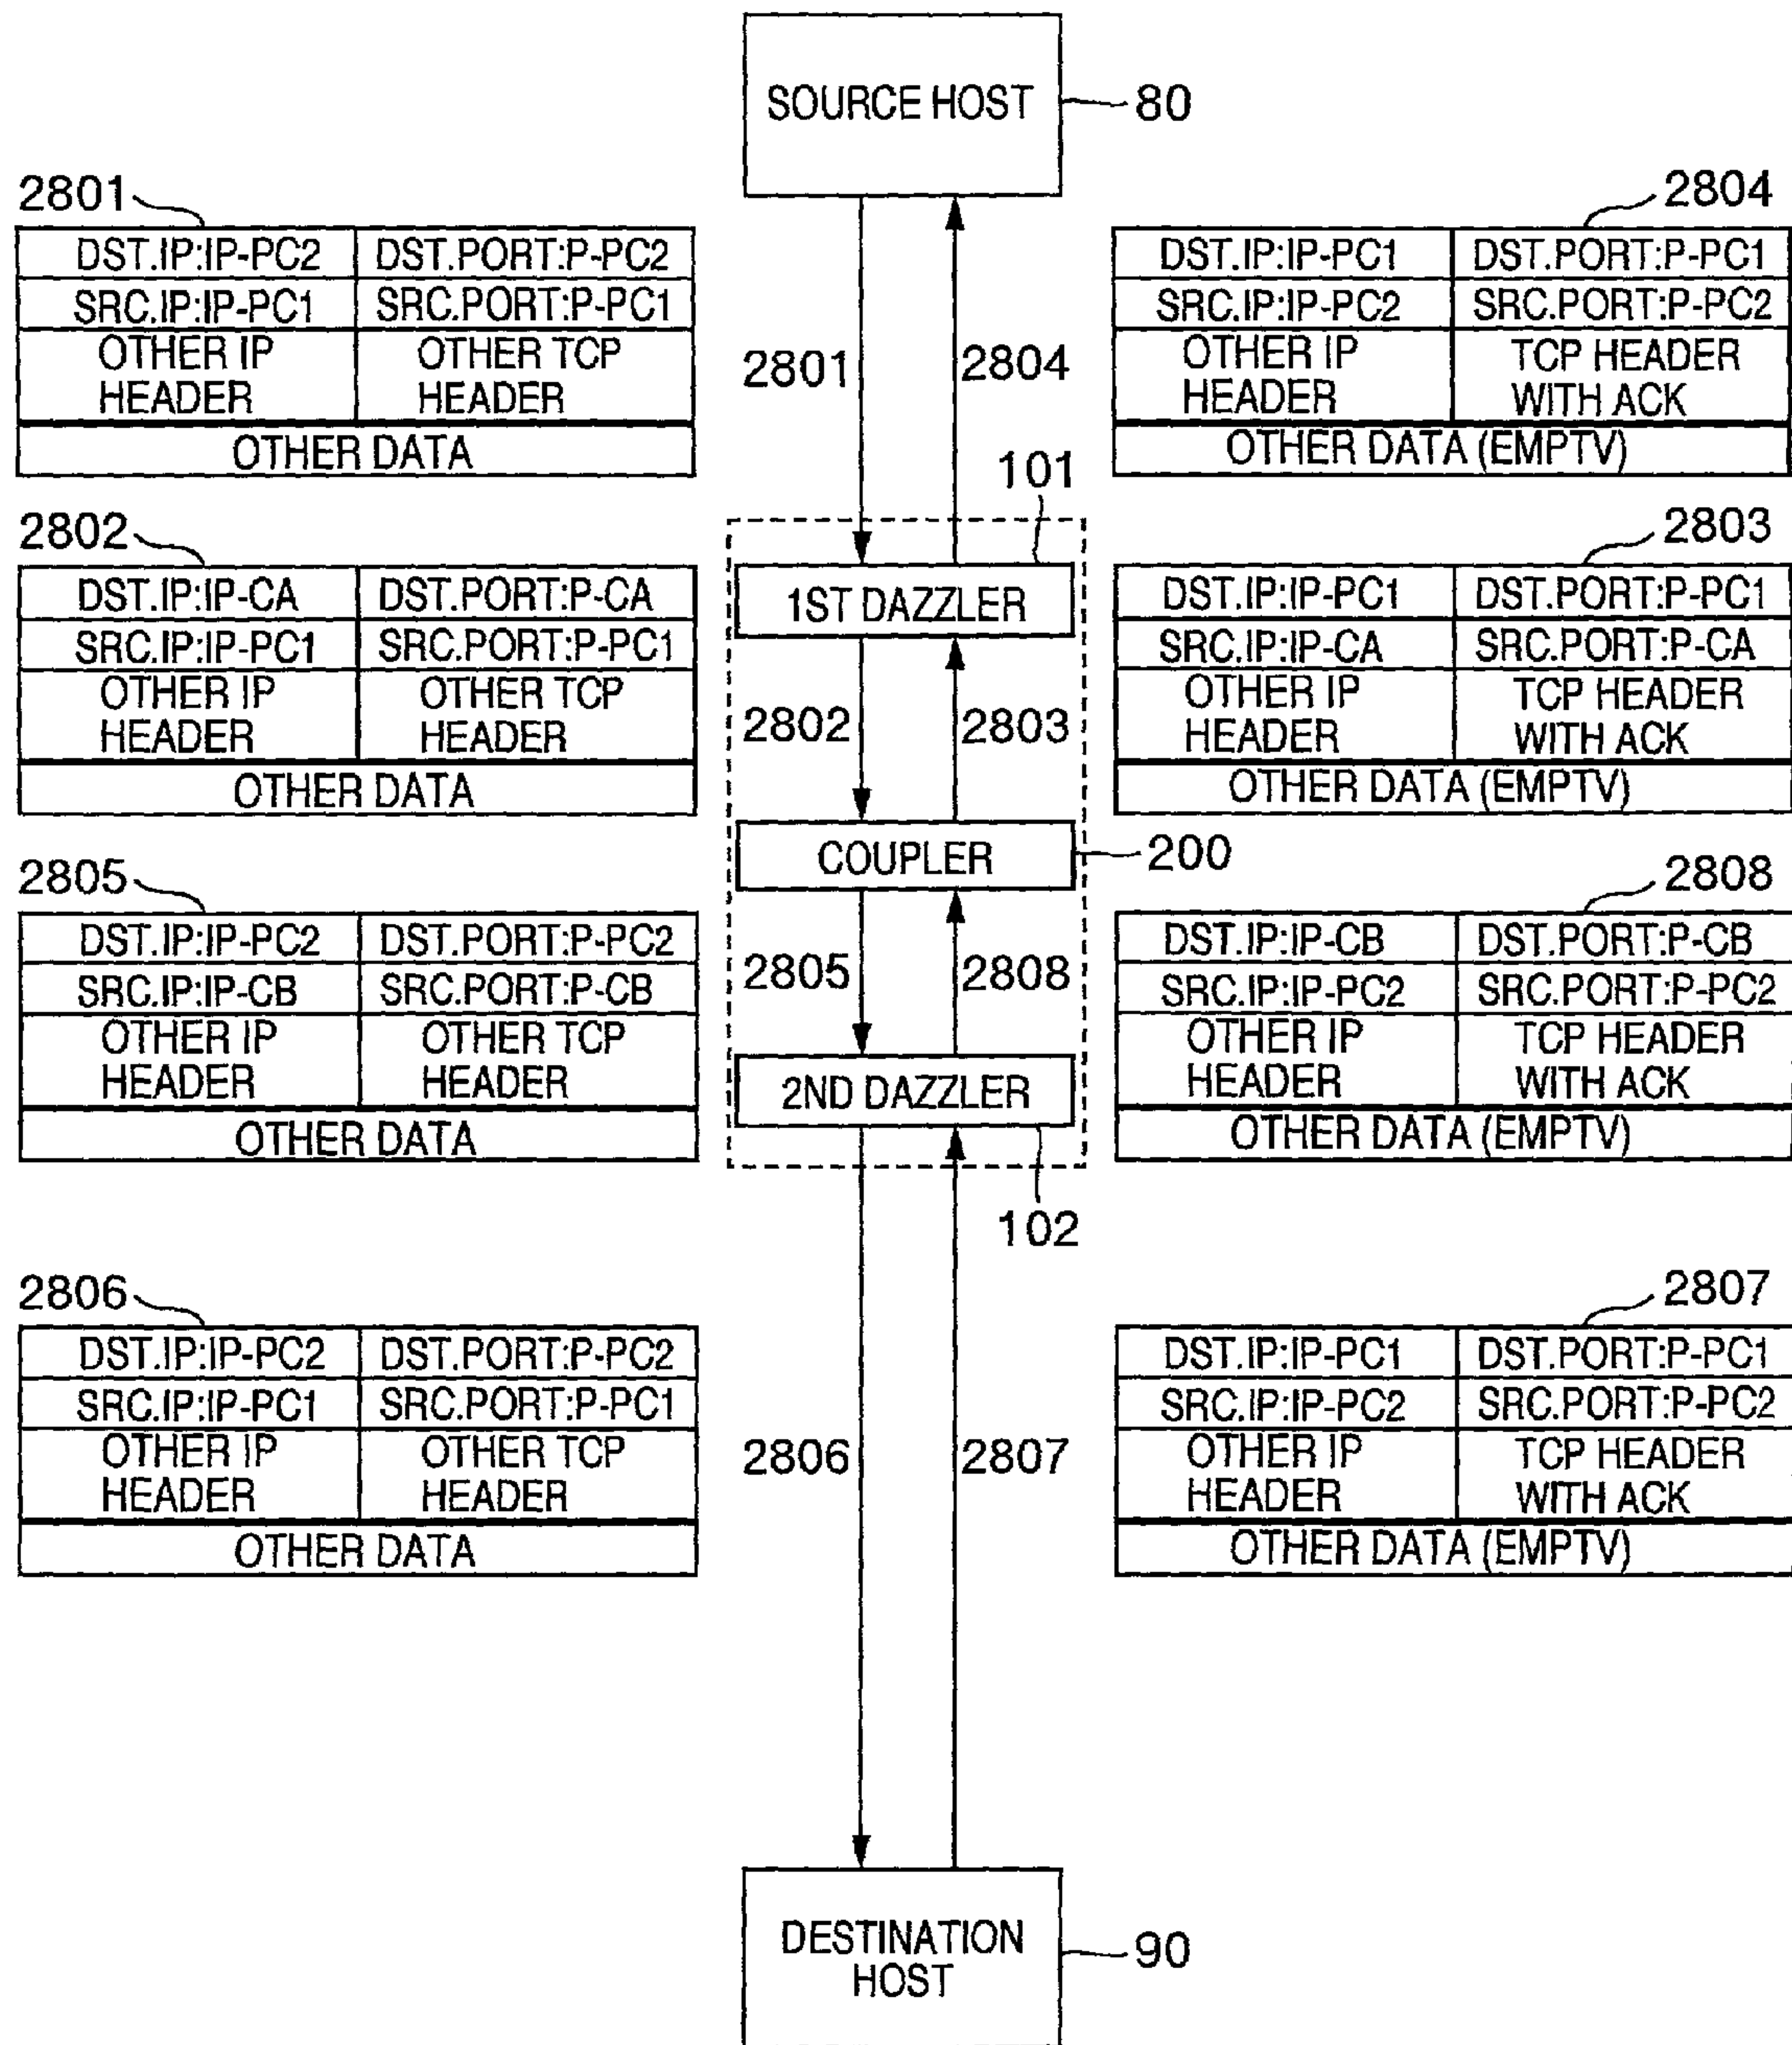 SOURCE HOST
80
2801
DST.IP:IP-PC2 DST.PORT:P-PC2
SRC.IP:IP-PC1 SRC.PORT:P-PC1
OTHER IP OTHER TCP
HEADER HEADER
OTHER DATA
2801
2804
2804
DST.IP:IP-PC1 DST.PORT:P-PC1
SRC.IP:IP-PC2 SRC.PORT:P-PC2
OTHER IP TCP HEADER
HEADER WITH ACK
OTHER DATA (EMPTV)
101
1ST DAZZLER
2802
DST.IP:IP-CA DST.PORT:P-CA
SRC.IP:IP-PC1 SRC.PORT:P-PC1
OTHER IP OTHER TCP
HEADER HEADER
OTHER DATA
2802
2803
2803
DST.IP:IP-PC1 DST.PORT:P-PC1
SRC.IP:IP-CA SRC.PORT:P-CA
OTHER IP TCP HEADER
HEADER WITH ACK
OTHER DATA (EMPTV)
COUPLER
200
2805
DST.IP:IP-PC2 DST.PORT:P-PC2
SRC.IP:IP-CB SRC.PORT:P-CB
OTHER IP OTHER TCP
HEADER HEADER
OTHER DATA
2805
2808
2808
DST.IP:IP-CB DST.PORT:P-CB
SRC.IP:IP-PC2 SRC.PORT:P-PC2
OTHER IP TCP HEADER
HEADER WITH ACK
OTHER DATA (EMPTV)
2ND DAZZLER
102
2806
DST.IP:IP-PC2 DST.PORT:P-PC2
SRC.IP:IP-PC1 SRC.PORT:P-PC1
OTHER IP OTHER TCP
HEADER HEADER
OTHER DATA
2806
2807
2807
DST.IP:IP-PC1 DST.PORT:P-PC1
SRC.IP:IP-PC2 SRC.PORT:P-PC2
OTHER IP TCP HEADER
HEADER WITH ACK
OTHER DATA (EMPTV)
DESTINATION
HOST
90